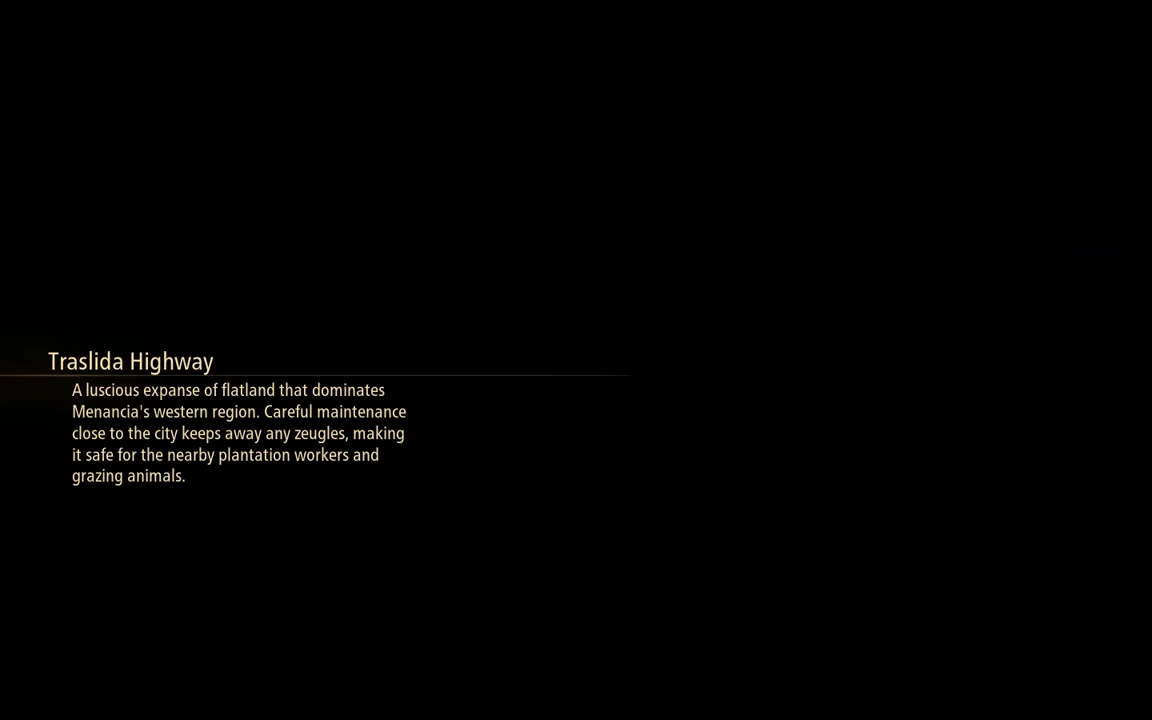 Traslida Highway
A luscious expanse of flatland that dominates
Menancia's western region. Careful maintenance
close to the city keeps away any zeugles, making
it safe for the nearby plantation workers and
grazing animals.